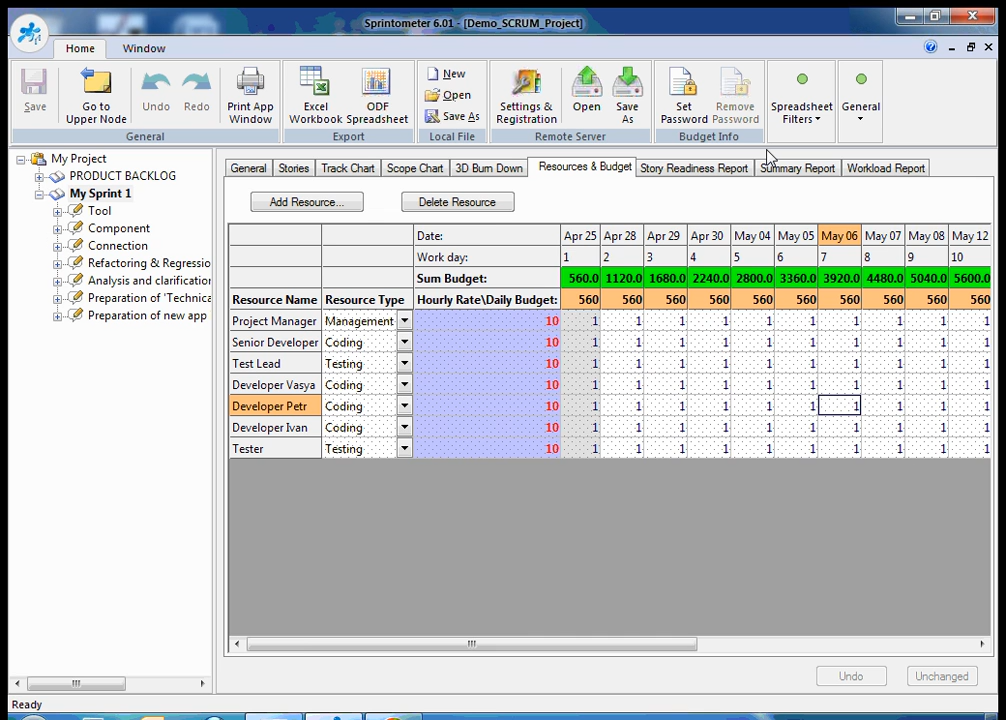 Sprintometer 6.01 - [Demo_SCRUM_Project]
Home Window
Save Go to Upper Node Undo Redo Print App Window Excel Workbook ODF Spreadsheet New Open Save As Settings & Registration Open Save As Set Password Remove Password Spreadsheet Filters General
General Export Local File Remote Server Budget Info
My Project
PRODUCT BACKLOG
My Sprint 1
Tool
Component
Connection
Refactoring & Regressio
Analysis and clarification
Preparation of 'Technica
Preparation of new app
General Stories Track Chart Scope Chart 3D Burn Down Resources & Budget Story Readiness Report Summary Report Workload Report
Add Resource... Delete Resource
Date: Apr 25 Apr 28 Apr 29 Apr 30 May 04 May 05 May 06 May 07 May 08 May 12
Work day: 1 2 3 4 5 6 7 8 9 10
Sum Budget: 560.0 1120.0 1680.0 2240.0 2800.0 3360.0 3920.0 4480.0 5040.0 5600.0
Resource Name Resource Type Hourly Rate\Daily Budget: 560 560 560 560 560 560 560 560 560 560
Project Manager Management 10 1 1 1 1 1 1 1 1 1 1
Senior Developer Coding 10 1 1 1 1 1 1 1 1 1 1
Test Lead Testing 10 1 1 1 1 1 1 1 1 1 1
Developer Vasya Coding 10 1 1 1 1 1 1 1 1 1 1
Developer Petr Coding 10 1 1 1 1 1 1 1 1 1 1
Developer Ivan Coding 10 1 1 1 1 1 1 1 1 1 1
Tester Testing 10 1 1 1 1 1 1 1 1 1 1
Undo Unchanged
Ready